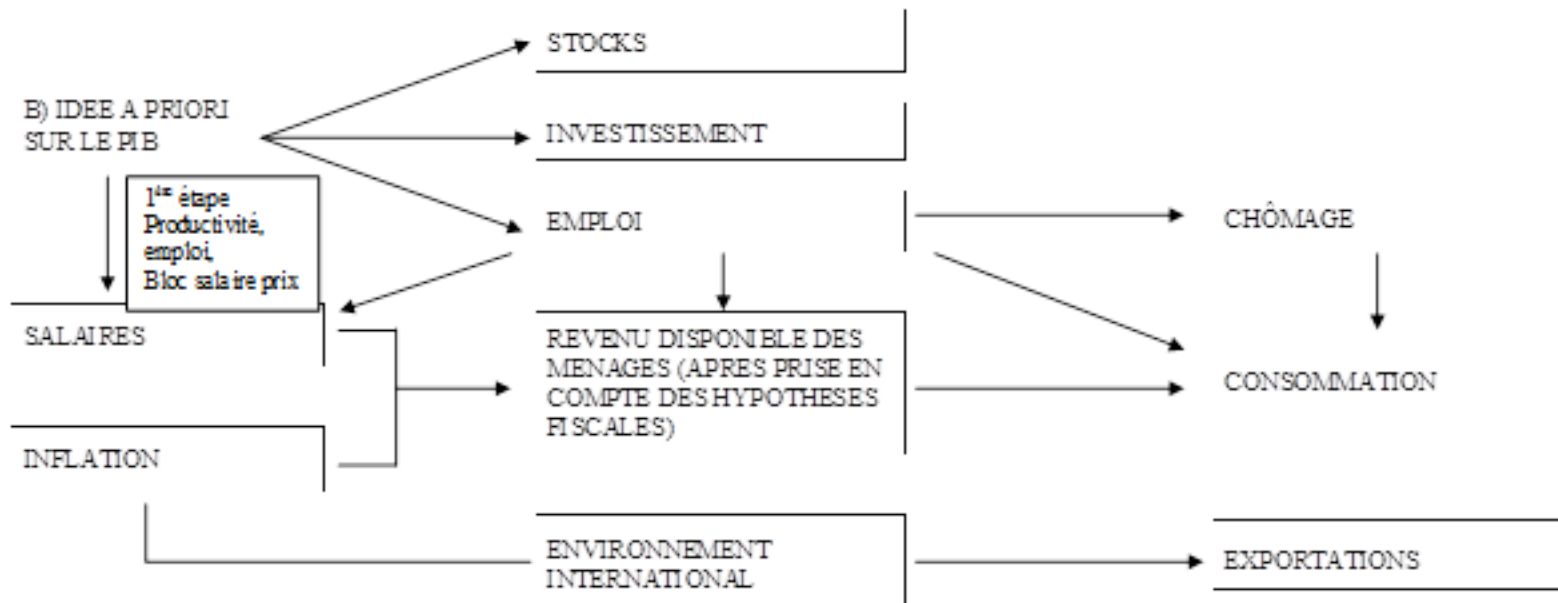 STOCKS
B) IDEE A PRIORI
SUR LE PIB
INVESTISSEMENT
1ère étape
Productivité,
emploi,
Bloc salaire prix
EMPLOI
CHÔMAGE
SALAIRES
REVENU DISPONIBLE DES
MENAGES (APRES PRISE EN
COMPTE DES HYPOTHESES
FISCALES)
CONSOMMATION
INFLATION
ENVIRONNEMENT
INTERNATIONAL
EXPORTATIONS